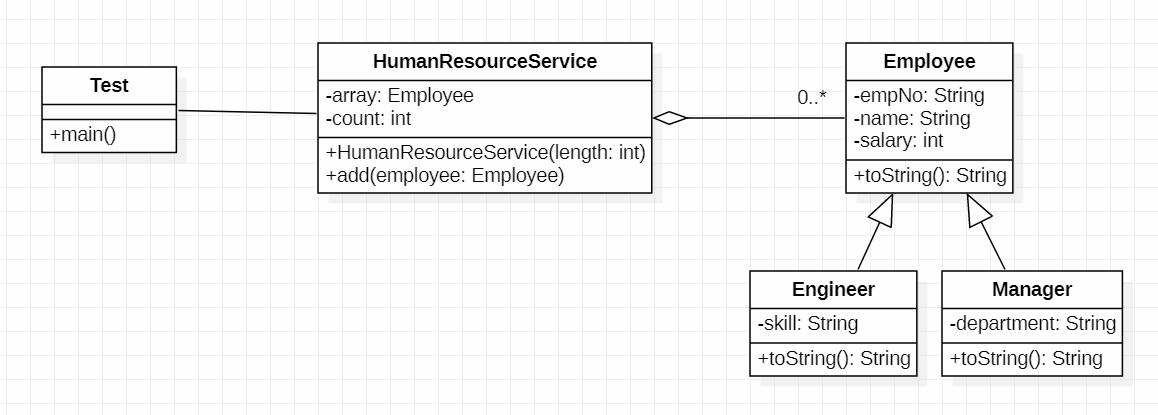 Test
+main()
HumanResourceService
-array: Employee
-count: int
+HumanResourceService(length: int)
+add(employee: Employee)
0..*
Employee
-empNo: String
-name: String
-salary: int
+toString(): String
Engineer
-skill: String
+toString(): String
Manager
-department: String
+toString(): String